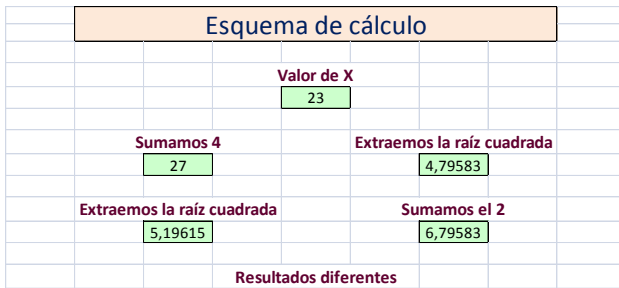 Esquema de cálculo
Valor de X
23
Sumamos 4 Extraemos la raíz cuadrada
27 4,79583
Extraemos la raíz cuadrada Sumamos el 2
5,19615 6,79583
Resultados diferentes